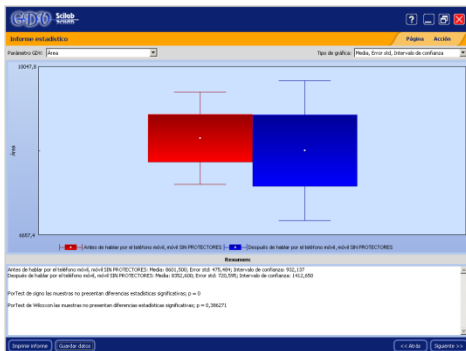 GDV Scilab
Informe estadístico
Página Acción
Parámetro GDV: Área
Tipo de gráfica: Media, Error std, Intervalo de confianza
10047,8
Área
6657,4
Antes de hablar por el teléfono móvil, móvil SIN PROTECTORES
Después de hablar por el teléfono móvil, móvil SIN PROTECTORES
Resumen:
Antes de hablar por el teléfono móvil, móvil SIN PROTECTORES: Media: 8601,500; Error std: 475,484; Intervalo de confianza: 932,137
Después de hablar por el teléfono móvil, móvil SIN PROTECTORES: Media: 8352,600; Error std: 720,595; Intervalo de confianza: 1412,650
PorTest de signo las muestras no presentan diferencias estadísticas significativas; p = 0
PorTest de Wilcoxon las muestras no presentan diferencias estadísticas significativas; p = 0,386271
Imprimir informe
Guardar datos
<< Atrás
Siguiente >>